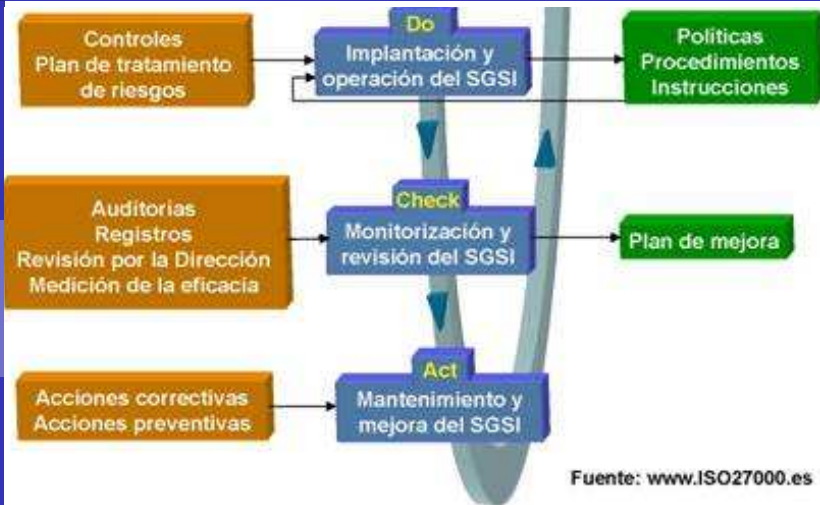 Do
Controles
Plan de tratamiento
de riesgos
Implantación y
operación del SGSI
Políticas
Procedimientos
Instrucciones
Check
Auditorias
Registros
Revisión por la Dirección
Medición de la eficacia
Monitorización y
revisión del SGSI
Plan de mejora
Act
Acciones correctivas
Acciones preventivas
Mantenimiento y
mejora del SGSI
Fuente: www.ISO27000.es